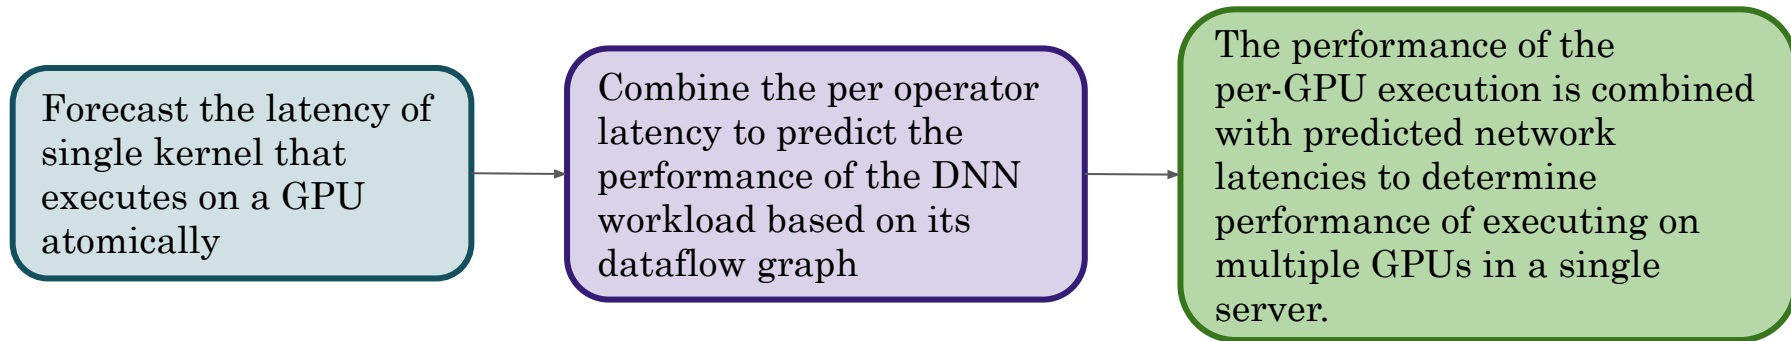 Forecast the latency of
single kernel that
executes on a GPU
atomically
Combine the per operator
latency to predict the
performance of the DNN
workload based on its
dataflow graph
The performance of the
per-GPU execution is combined
with predicted network
latencies to determine
performance of executing on
multiple GPUs in a single
server.